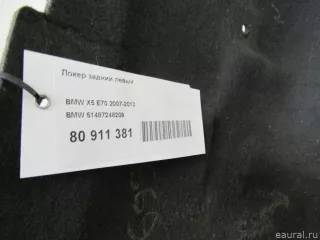 Локер задний левый
BMW X5 E70 2007-2013
BMW 51487248208
80 911 381
eaural.ru